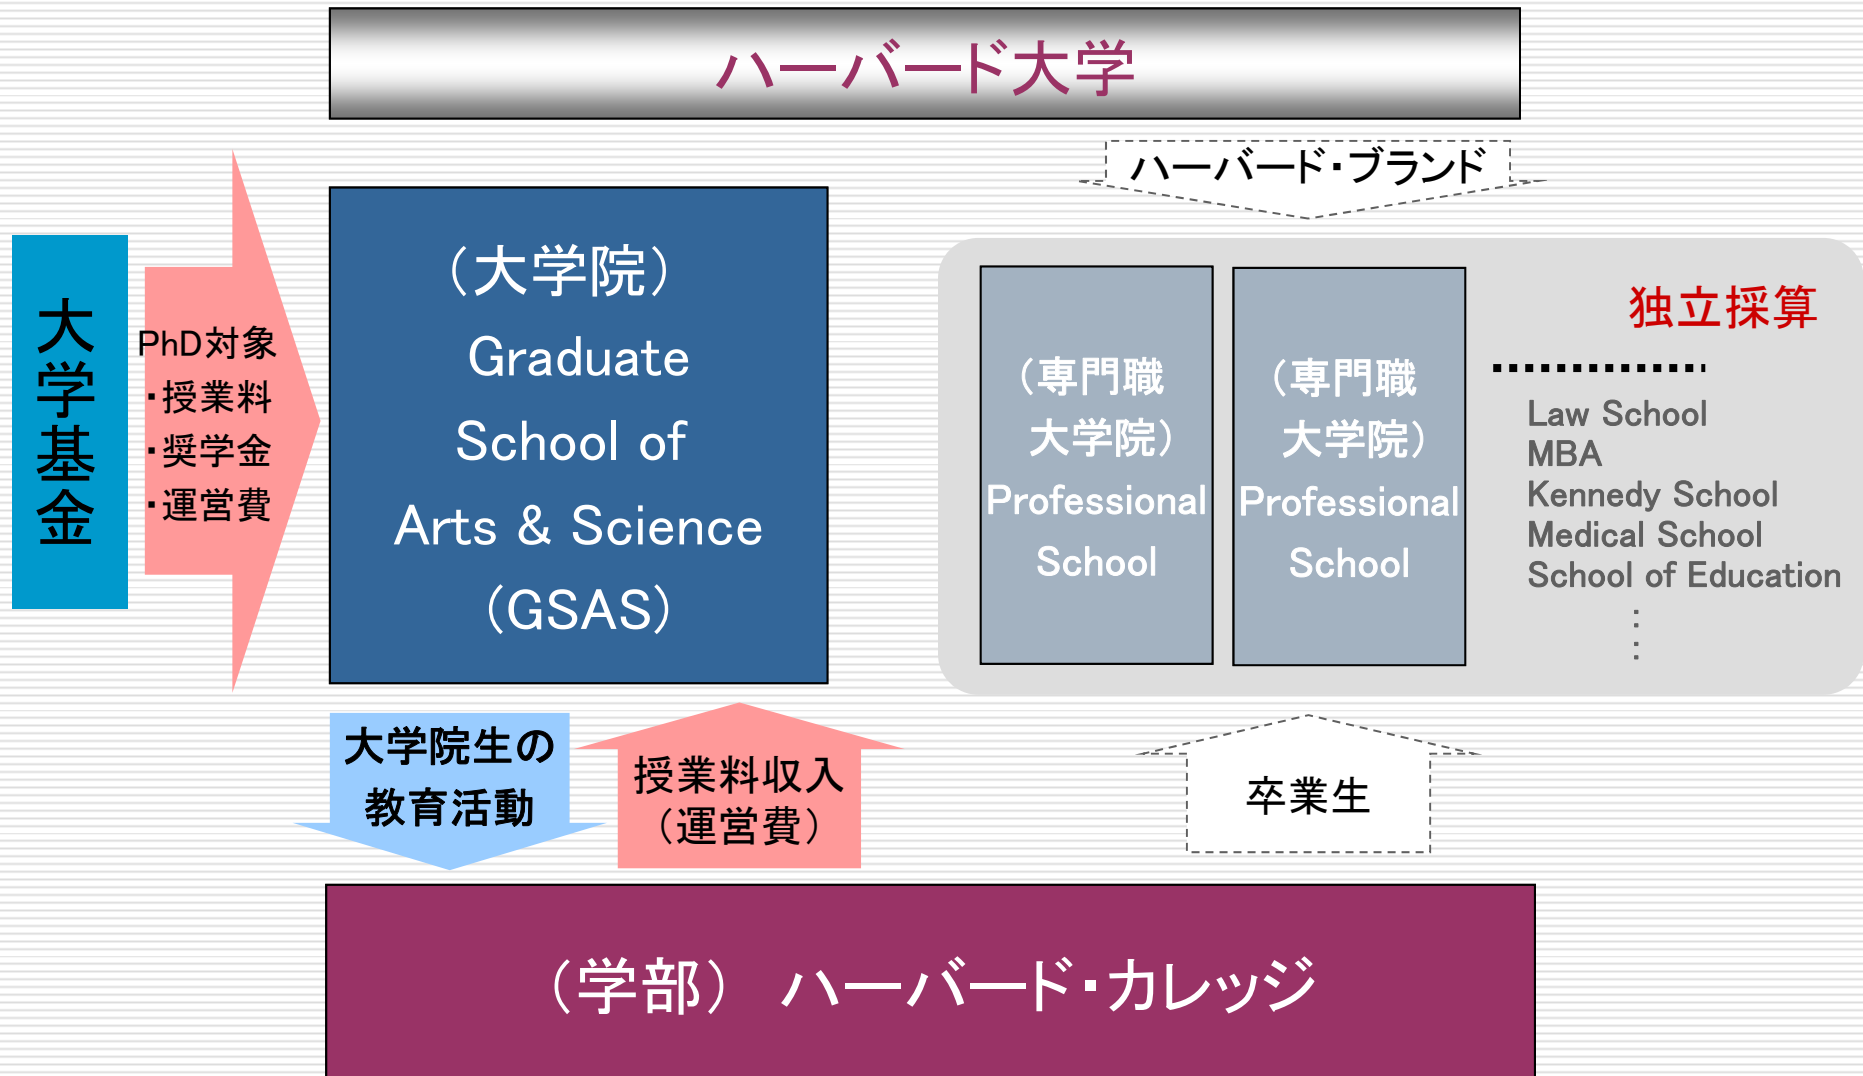 ハーバード大学
ハーバード・ブランド
大学基金
PhD対象
・授業料
・奨学金
・運営費
（大学院）
Graduate
School of
Arts & Science
（GSAS）
（専門職
大学院）
Professional
School
（専門職
大学院）
Professional
School
独立採算
Law School
MBA
Kennedy School
Medical School
School of Education
大学院生の
教育活動
授業料収入
（運営費）
卒業生
（学部） ハーバード・カレッジ